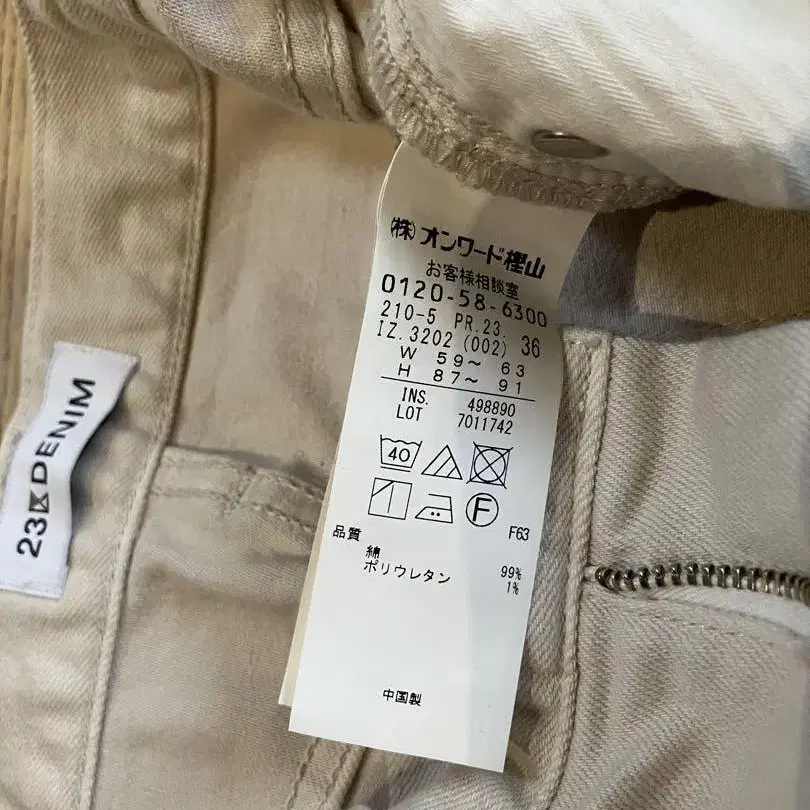 ㈱オンワード樫山
お客様相談室
0120-58-6300
210-5 PR.23. 36
IZ.3202 (002)
W 59〜 63
H 87〜 91
INS. 498890
LOT 7011742
40
F
F63
品質
綿 99%
ポリウレタン 1%
中国製
23区DENIM